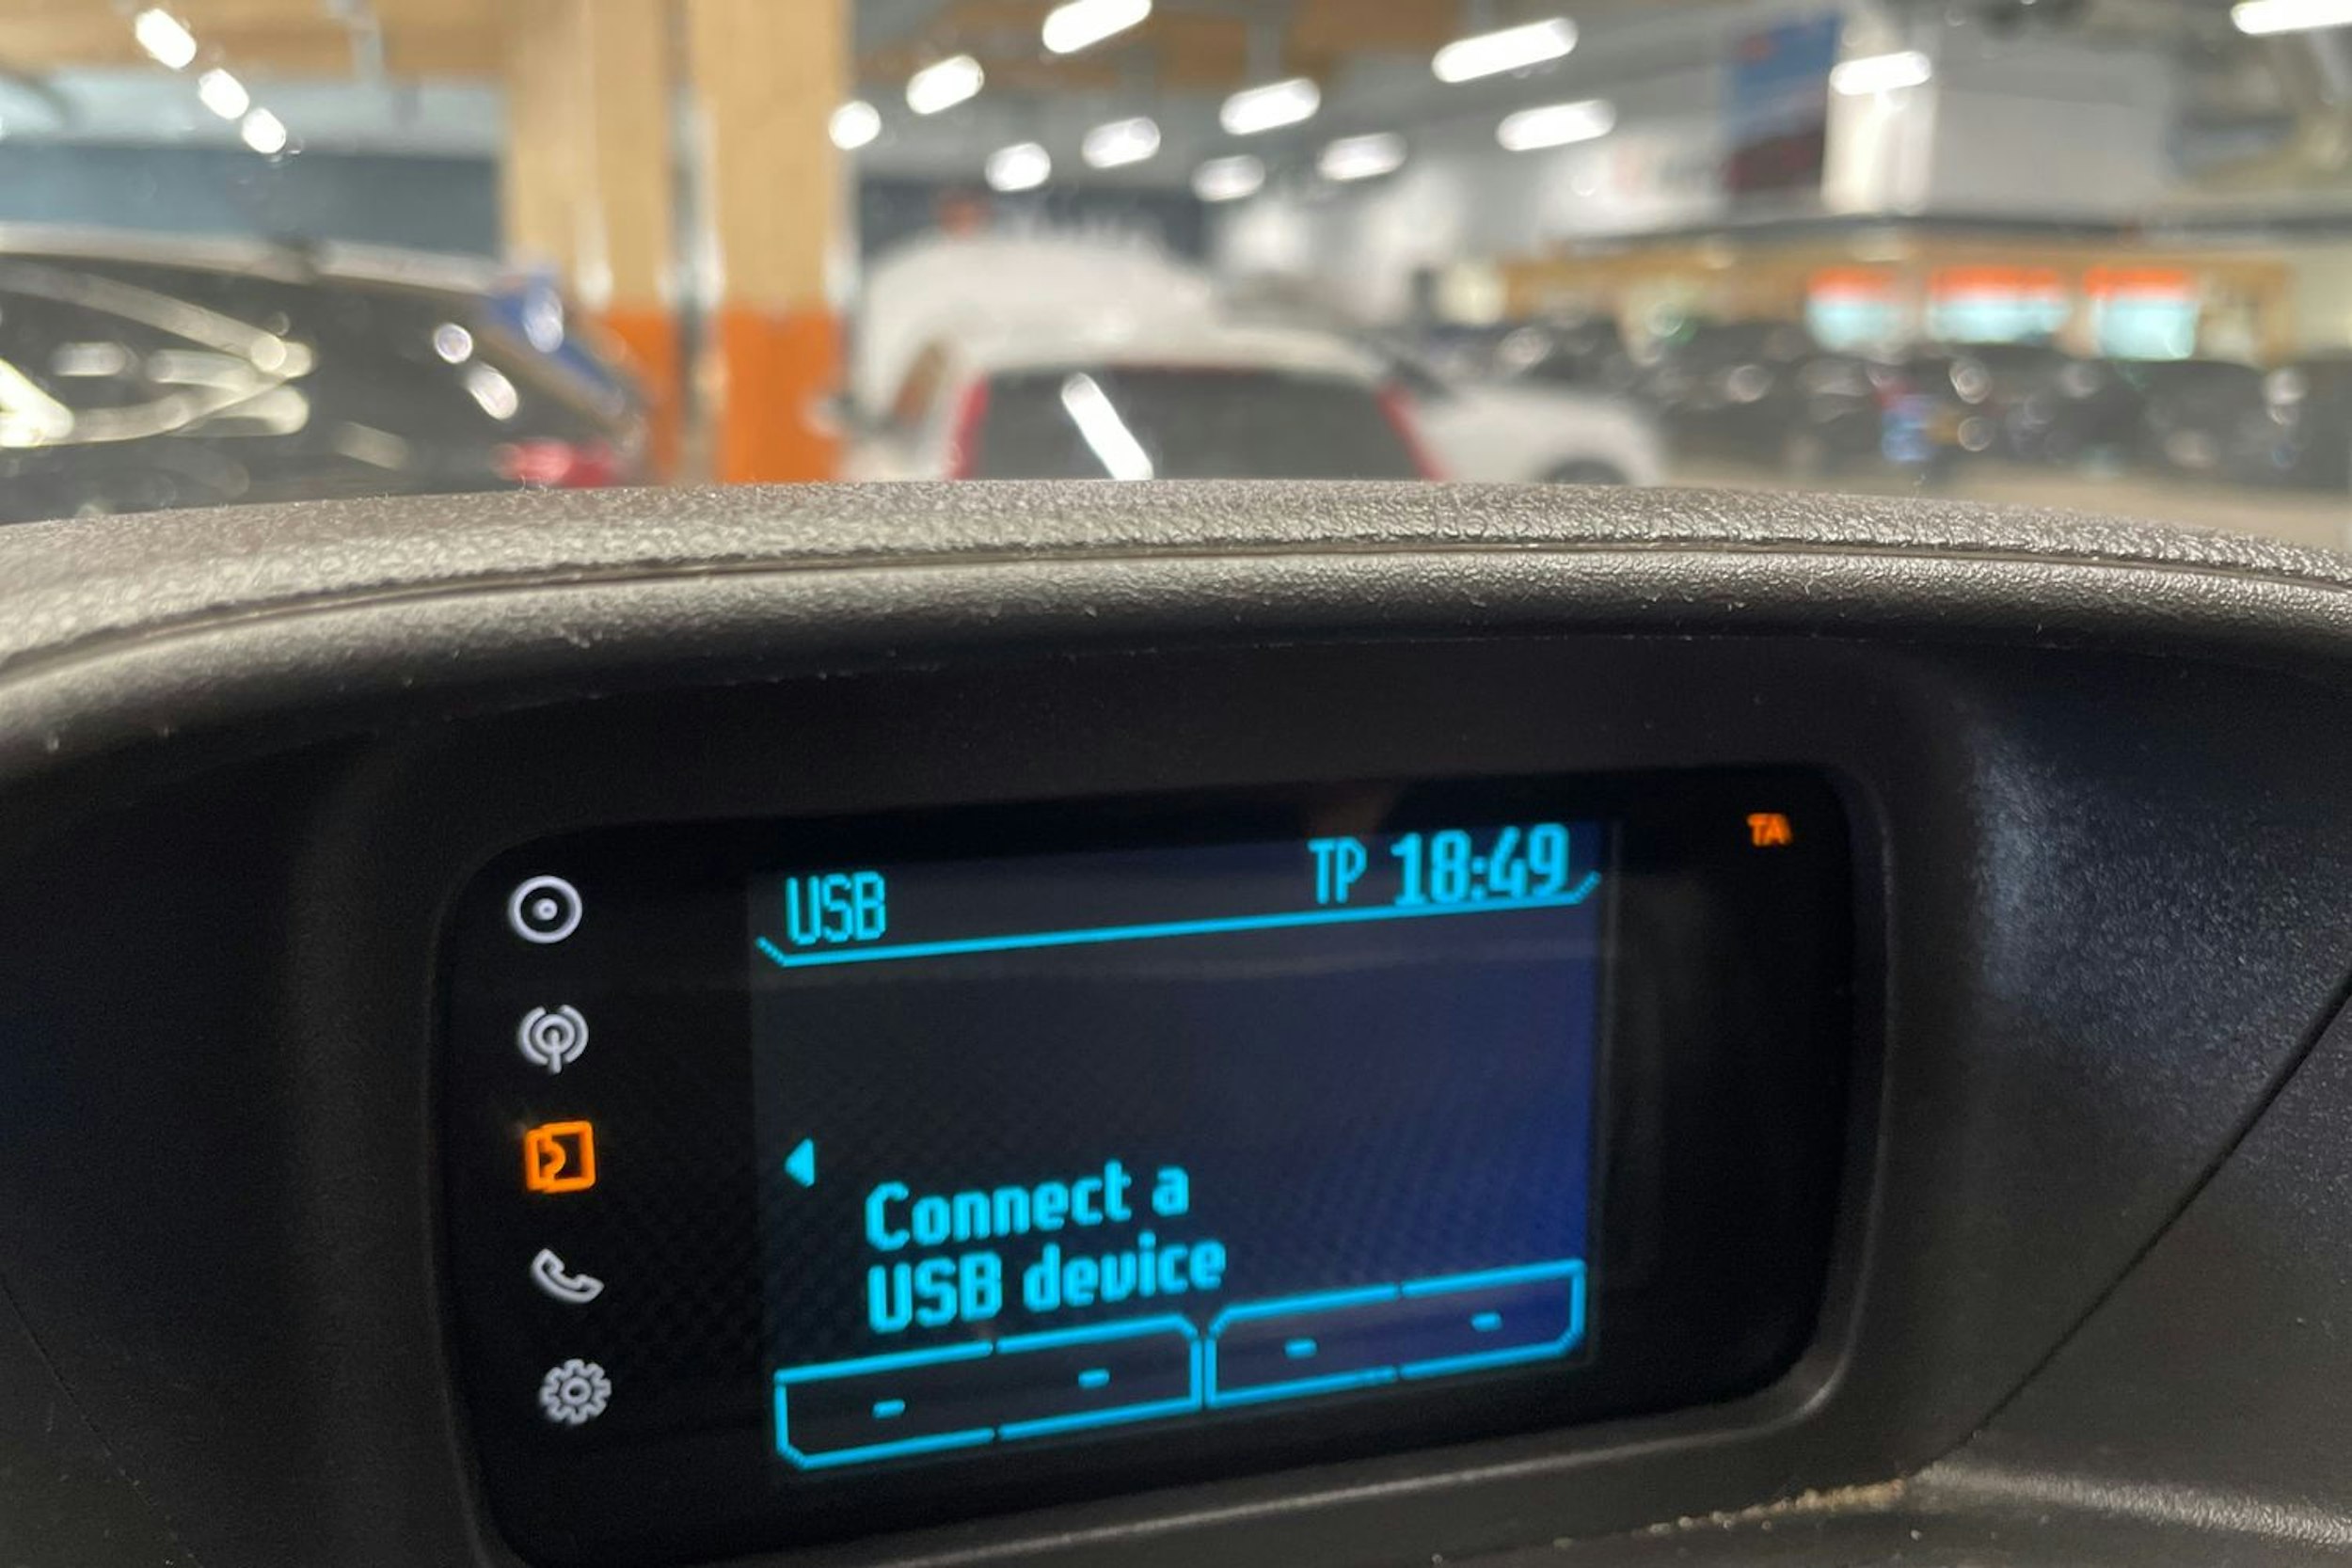 USB TP 18:49
TA
Connect a
USB device